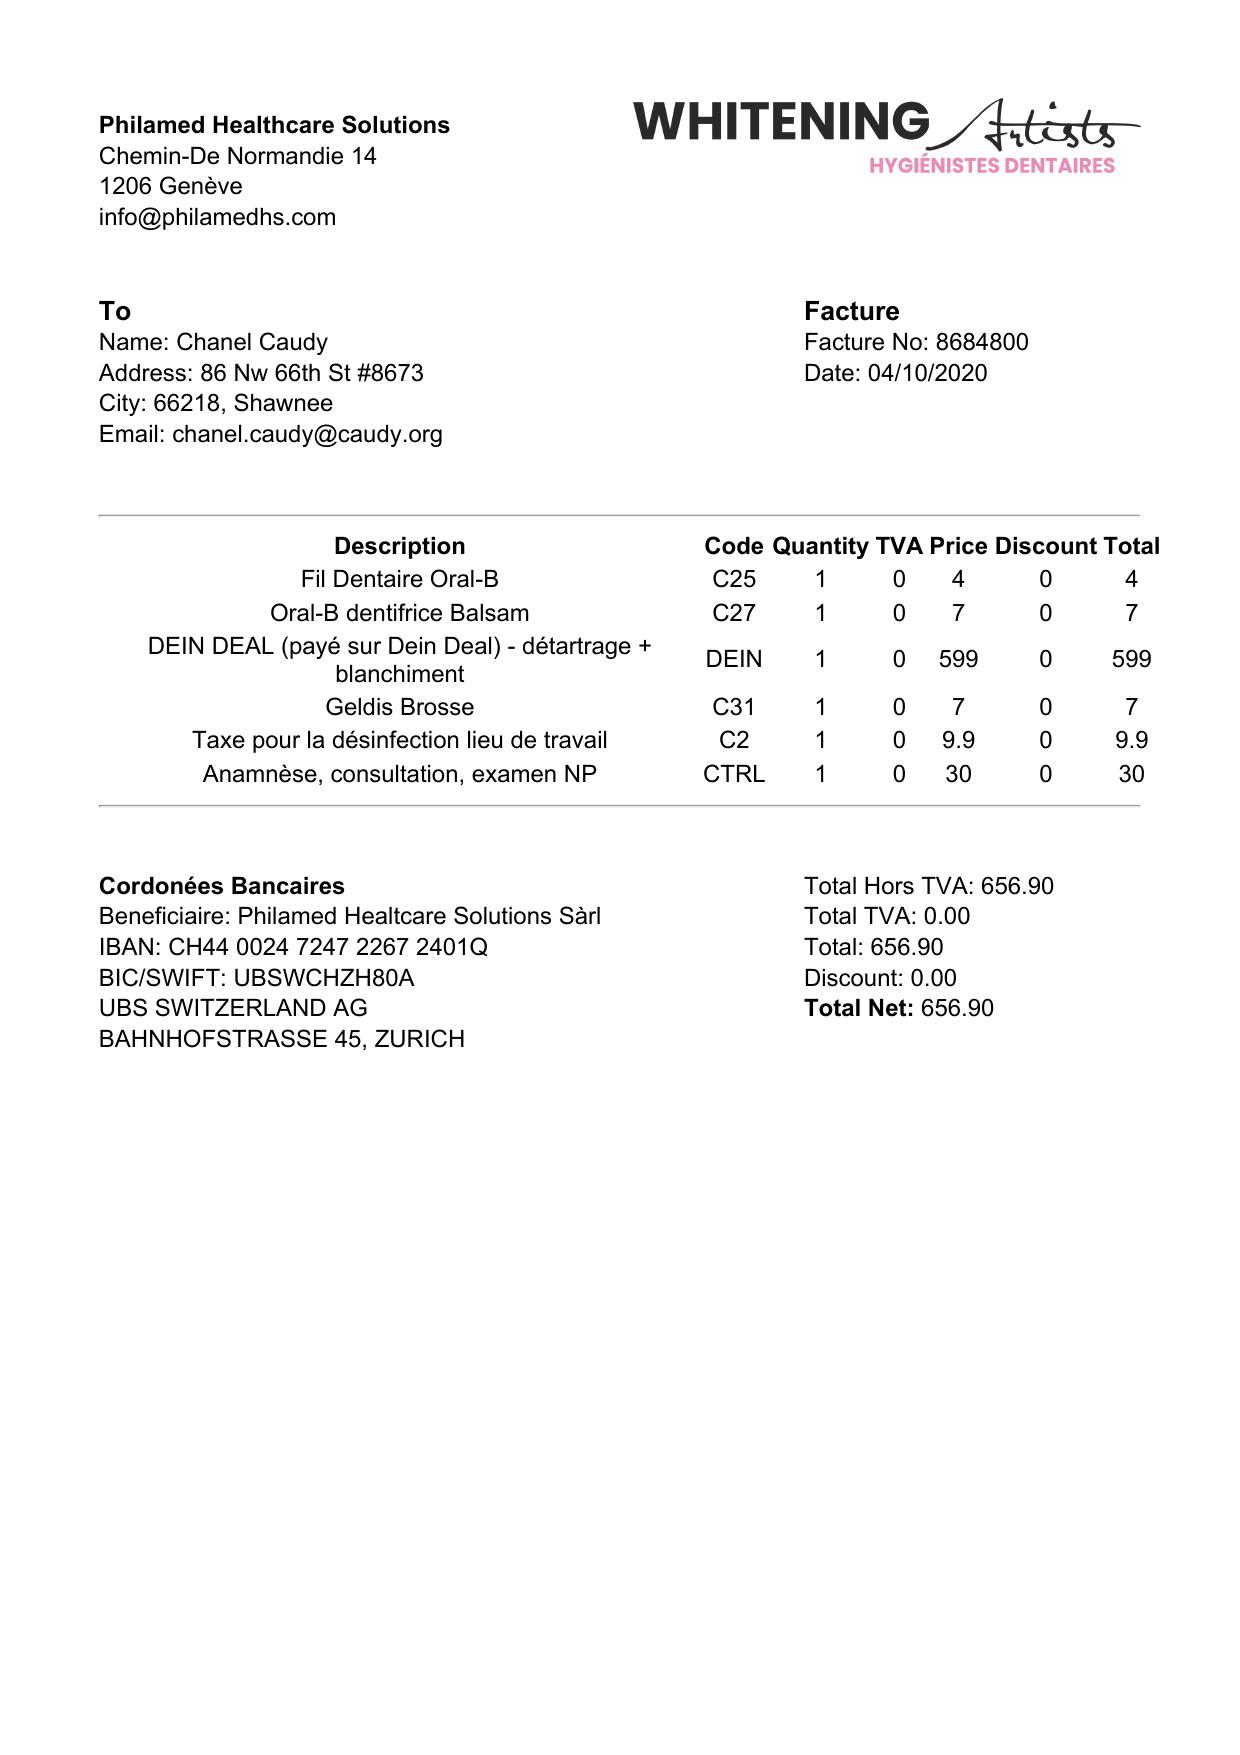 Philamed Healthcare Solutions
Chemin-De Normandie 14
1206 Genève
info@philamedhs.com
WHITENING Artists
HYGIÉNISTES DENTAIRES
To
Name: Chanel Caudy
Address: 86 Nw 66th St #8673
City: 66218, Shawnee
Email: chanel.caudy@caudy.org
Facture
Facture No: 8684800
Date: 04/10/2020
Description Code Quantity TVA Price Discount Total
Fil Dentaire Oral-B C25 1 0 4 0 4
Oral-B dentifrice Balsam C27 1 0 7 0 7
DEIN DEAL (payé sur Dein Deal) - détartrage +
blanchiment DEIN 1 0 599 0 599
Geldis Brosse C31 1 0 7 0 7
Taxe pour la désinfection lieu de travail C2 1 0 9.9 0 9.9
Anamnèse, consultation, examen NP CTRL 1 0 30 0 30
Cordonées Bancaires
Beneficiaire: Philamed Healtcare Solutions Sàrl
IBAN: CH44 0024 7247 2267 2401Q
BIC/SWIFT: UBSWCHZH80A
UBS SWITZERLAND AG
BAHNHOFSTRASSE 45, ZURICH
Total Hors TVA: 656.90
Total TVA: 0.00
Total: 656.90
Discount: 0.00
Total Net: 656.90